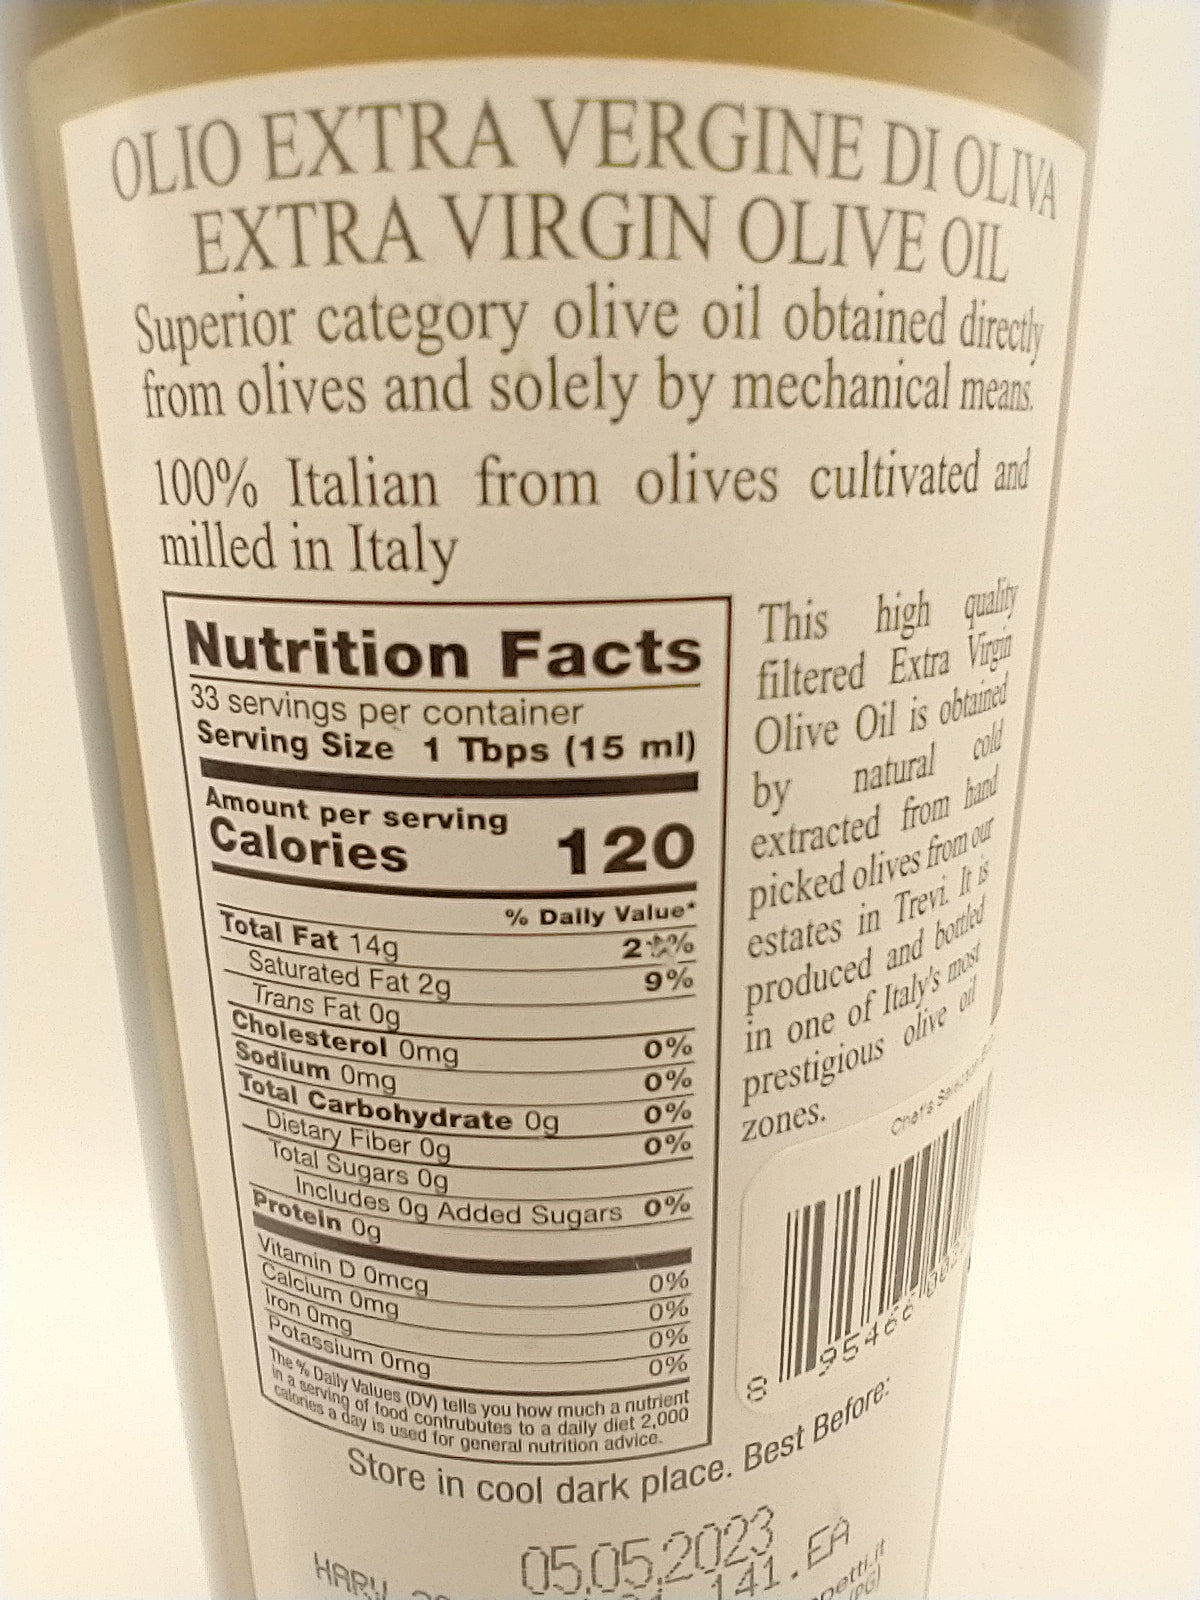 OLIO EXTRA VERGINE DI OLIVA
EXTRA VIRGIN OLIVE OIL
Superior category olive oil obtained directly
from olives and solely by mechanical means.
100% Italian from olives cultivated and
milled in Italy
Nutrition Facts
33 servings per container
Serving Size 1 Tbps (15 ml)
Amount per serving
Calories 120
% Daily Value*
Total Fat 14g
Saturated Fat 2g 9%
Trans Fat 0g
Cholesterol 0mg 0%
Sodium 0mg 0%
Total Carbohydrate 0g 0%
Dietary Fiber 0g 0%
Total Sugars 0g
Includes 0g Added Sugars 0%
Protein 0g
Vitamin D 0mcg 0%
Calcium 0mg 0%
Iron 0mg 0%
Potassium 0mg 0%
The % Daily Values (DV) tells you how much a nutrient
in a serving of food contrubutes to a daily diet 2,000
calories a day is used for general nutrition advice.
This high quality
filtered Extra Virgin
Olive Oil is obtained
by natural cold
extracted from hand
picked olives from our
estates in Trevi. It is
produced and bottled
in one of Italy's most
prestigious olive oil
zones.
Chef's
8 95466
Store in cool dark place. Best Before:
05.05.2023
141.EA
(PG)